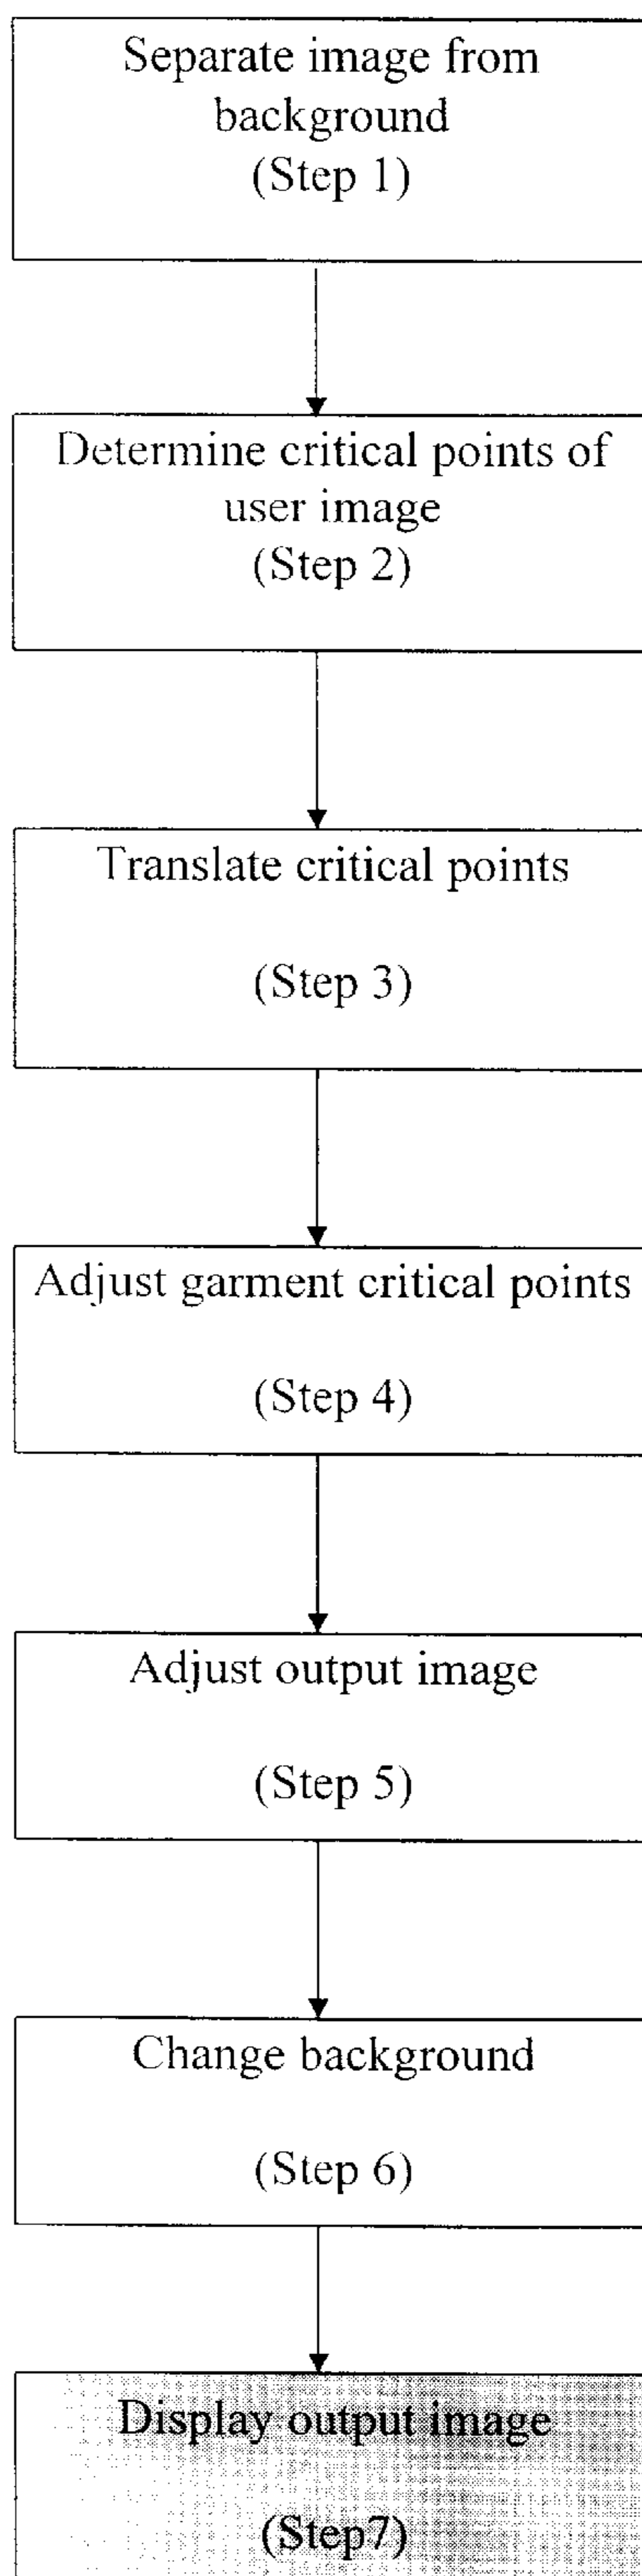 Separate image from
background
(Step 1)
Determine critical points of
user image
(Step 2)
Translate critical points
(Step 3)
Adjust garment critical points
(Step 4)
Adjust output image
(Step 5)
Change background
(Step 6)
Display output image
(Step7)